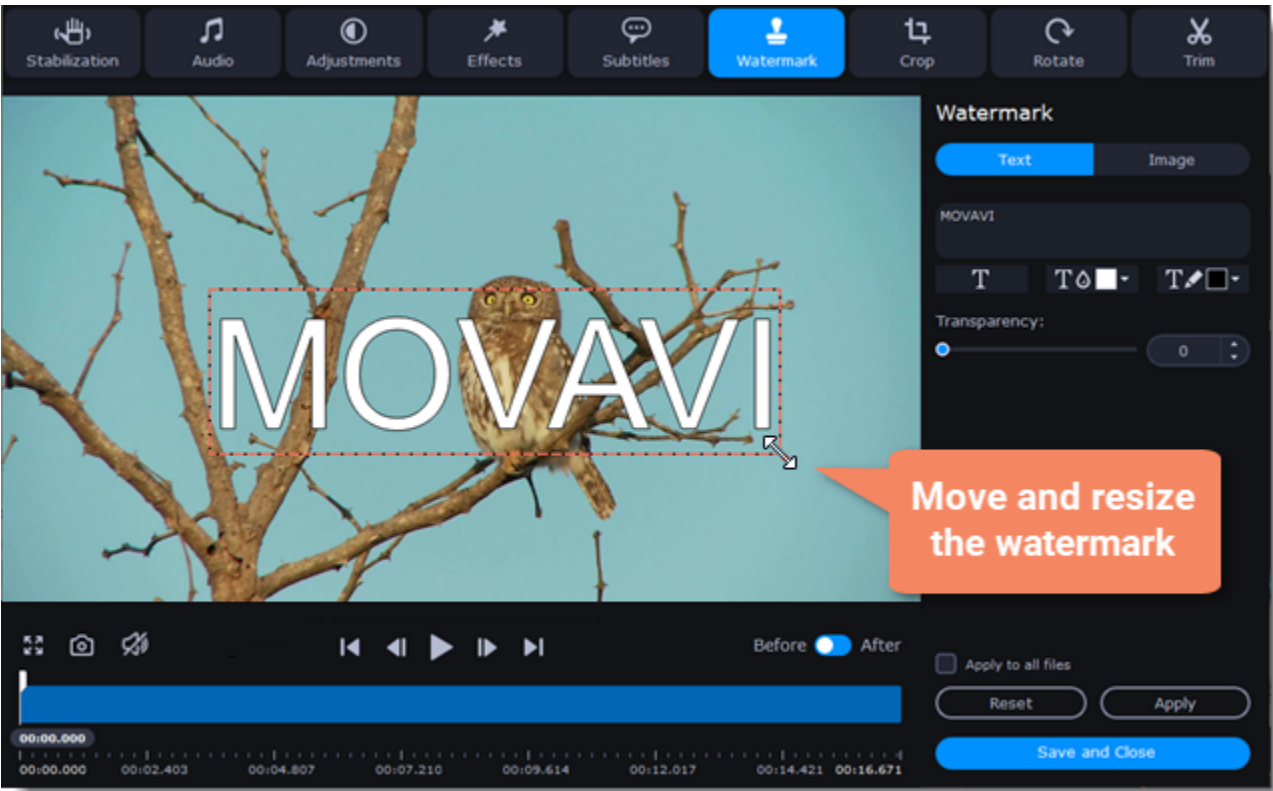 Stabilization
Audio
Adjustments
Effects
Subtitles
Watermark
Crop
Rotate
Trim
Watermark
Text
Image
MOVAVI
T
T
T
Transparency:
0
MOVAVI
Move and resize
the watermark
Before
After
Apply to all files
Reset
Apply
Save and Close
00:00.000
00:00.000
00:02.403
00:04.807
00:07.210
00:09.614
00:12.017
00:14.421
00:16.671